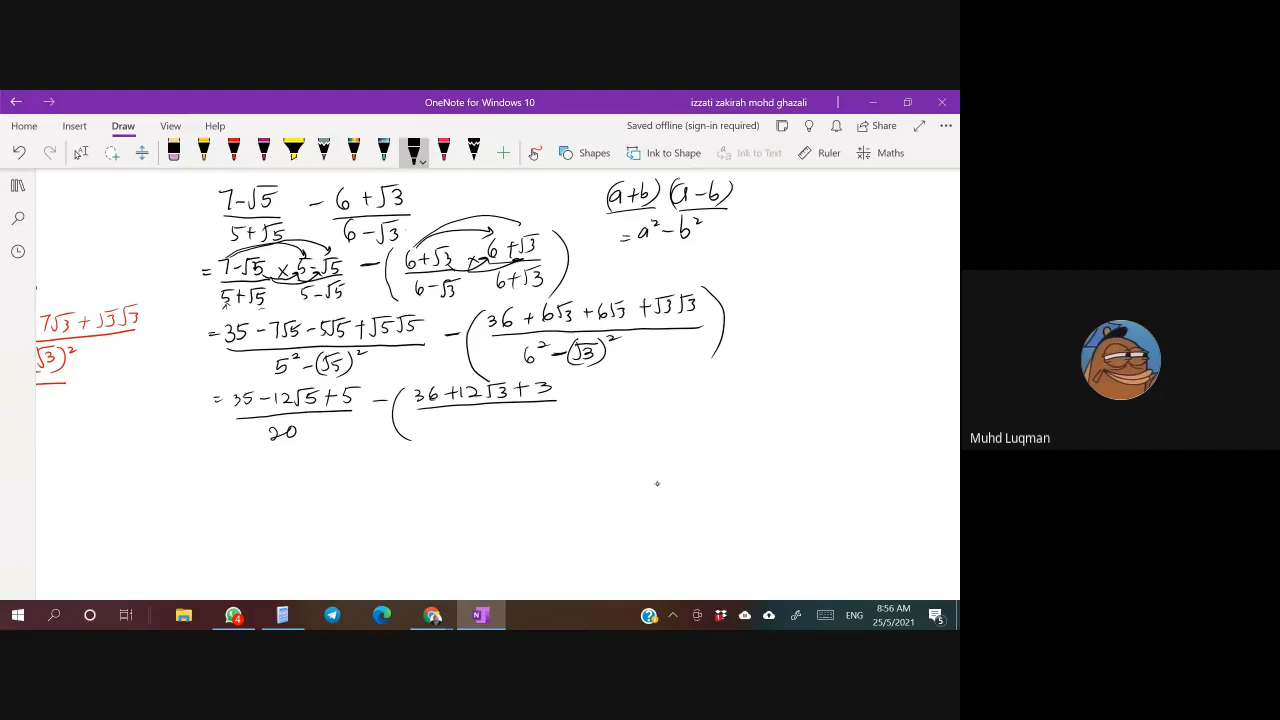 OneNote for Windows 10
izzati zakirah mohd ghazali
Home Insert Draw View Help
Saved offline (sign-in required)
Share
Shapes
Ink to Shape
Ink to Text
Ruler
Maths
7-√5/5+√5 - 6+√3/6-√3
(a+b)(a-b)
= a² - b²
= 7-√5/5+√5 × 5-√5/5-√5 - (6+√3/6-√3 × 6+√3/6+√3)
7√3 + √3√3
√3)²
= 35 - 7√5 - 5√5 + √5√5/5² - (√5)² - (36 + 6√3 + 6√3 + √3√3/6² - (√3)²)
= 35 - 12√5 + 5/20 - (36 + 12√3 + 3
Muhd Luqman
4
1
ENG
8:56 AM
25/5/2021
5